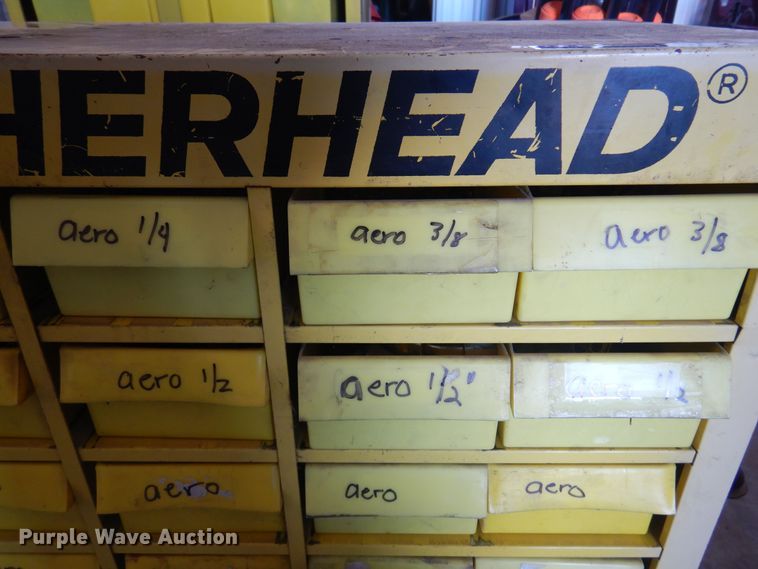 HERHEAD®
aero 1/4
aero 3/8
aero 3/8
aero 1/2
aero 1/2"
aero 1/2
aero
aero
aero
Purple Wave Auction